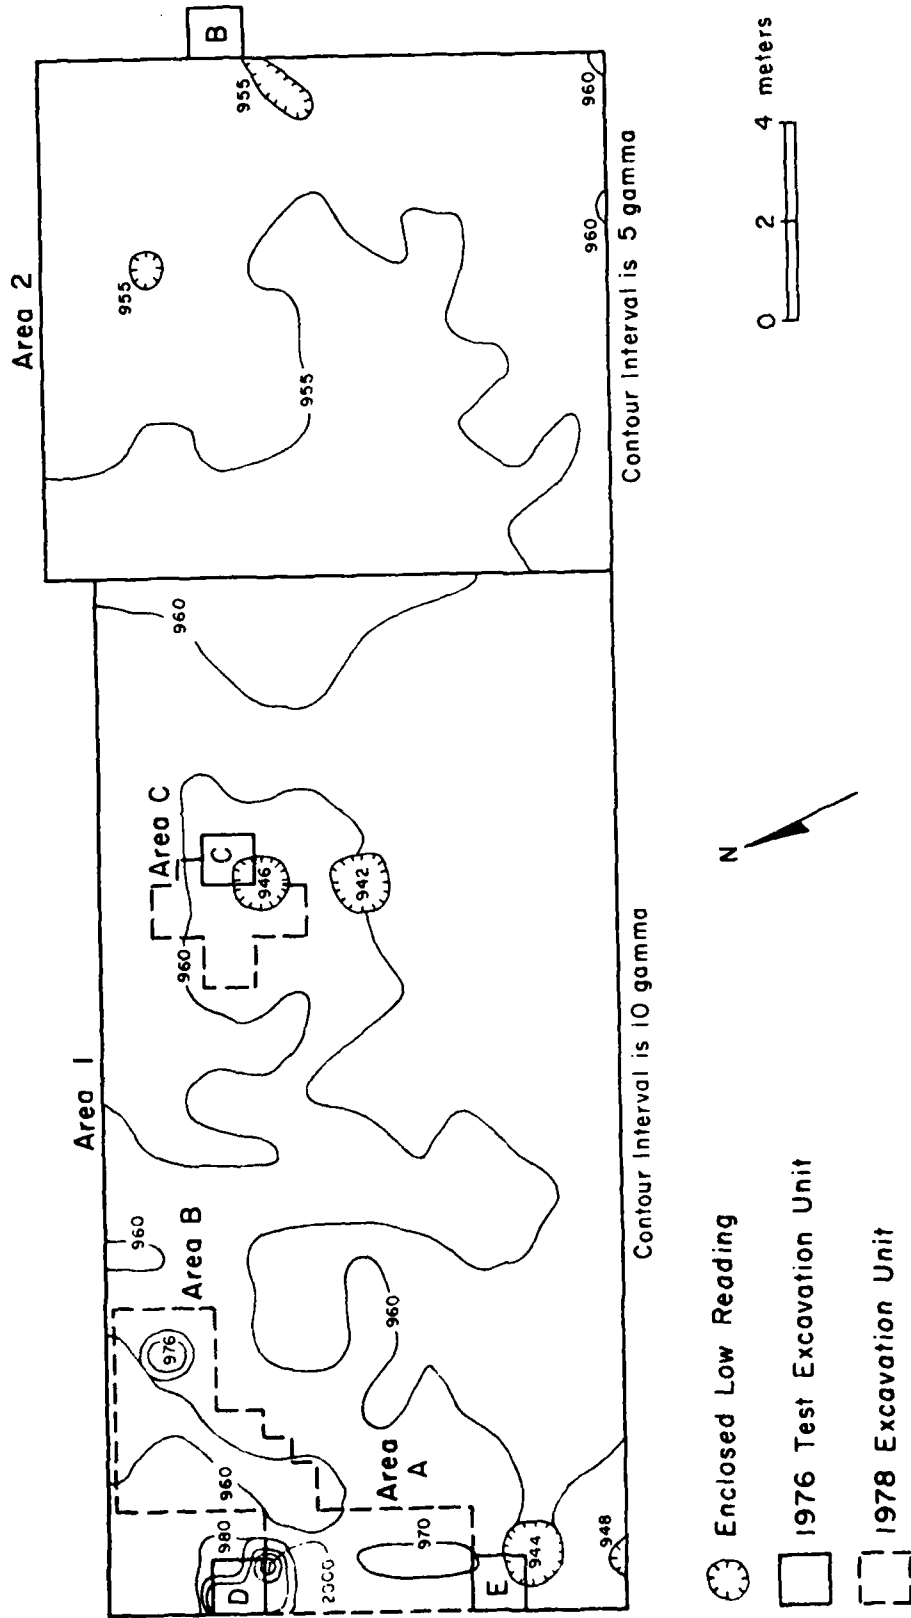 Area 2
B
955
955
955
960
960
Contour Interval is 5 gamma
0 2 4 meters
Area 1
960
Area C
C
946
942
960
960
Area B
976
960
960
Area
A
980
D
2000
970
E
944
948
Contour Interval is 10 gamma
N
Enclosed Low Reading
1976 Test Excavation Unit
1978 Excavation Unit